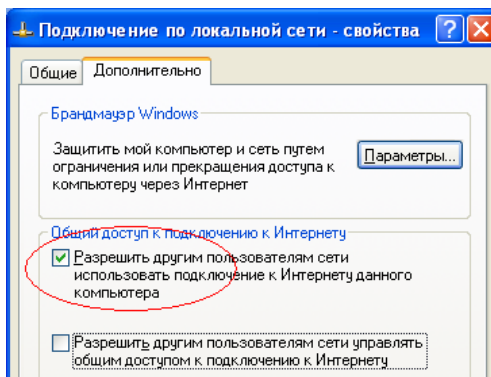 Подключение по локальной сети - свойства
Общие Дополнительно
Брандмауэр Windows
Защитить мой компьютер и сеть путем
ограничения или прекращения доступа к
компьютеру через Интернет
Параметры...
Общий доступ к подключению к Интернету
Разрешить другим пользователям сети
использовать подключение к Интернету данного
компьютера
Разрешить другим пользователям сети управлять
общим доступом к подключению к Интернету